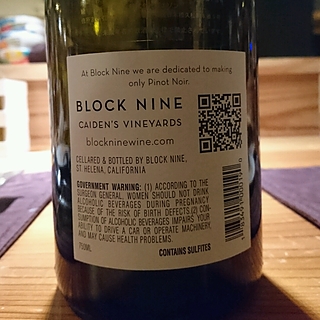 At Block Nine we are dedicated to making
only Pinot Noir.
BLOCK NINE
CAIDEN'S VINEYARDS
blockninewine.com
CELLARED & BOTTLED BY BLOCK NINE,
ST. HELENA, CALIFORNIA
GOVERNMENT WARNING: (1) ACCORDING TO THE
SURGEON GENERAL, WOMEN SHOULD NOT DRINK
ALCOHOLIC BEVERAGES DURING PREGNANCY
BECAUSE OF THE RISK OF BIRTH DEFECTS.(2) CON-
SUMPTION OF ALCOHOLIC BEVERAGES IMPAIRS YOUR
ABILITY TO DRIVE A CAR OR OPERATE MACHINERY,
AND MAY CAUSE HEALTH PROBLEMS.
750ML
CONTAINS SULFITES